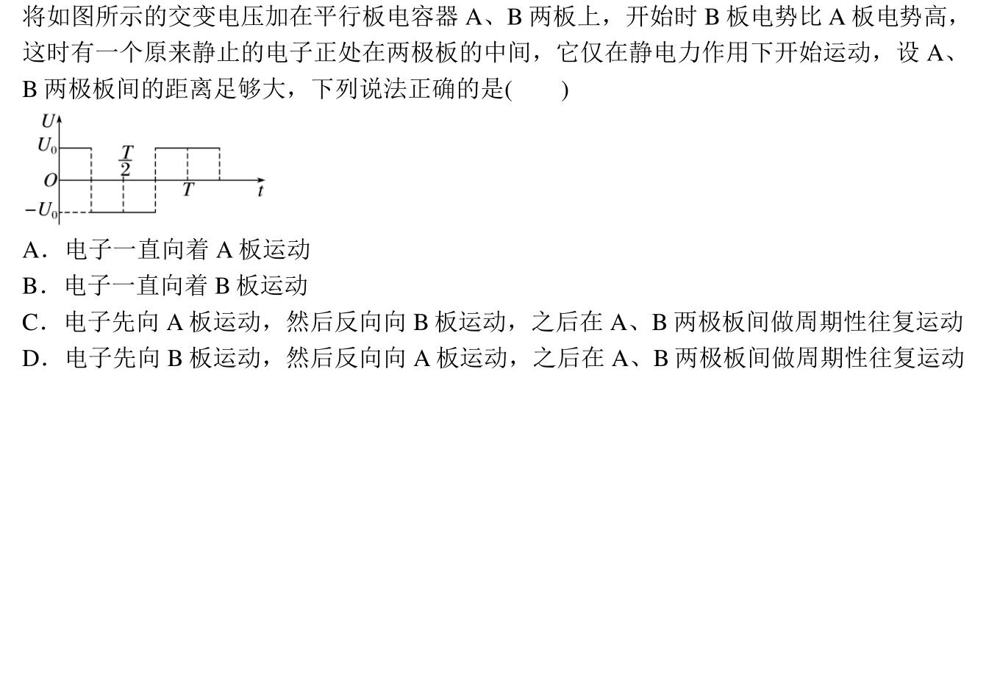 将如图所示的交变电压加在平行板电容器 A、B 两板上，开始时 B 板电势比 A 板电势高，
这时有一个原来静止的电子正处在两极板的中间，它仅在静电力作用下开始运动，设 A、
B 两极板间的距离足够大，下列说法正确的是(　　)
U
U₀
T/2
O
T
t
−U₀
A．电子一直向着 A 板运动
B．电子一直向着 B 板运动
C．电子先向 A 板运动，然后反向向 B 板运动，之后在 A、B 两极板间做周期性往复运动
D．电子先向 B 板运动，然后反向向 A 板运动，之后在 A、B 两极板间做周期性往复运动